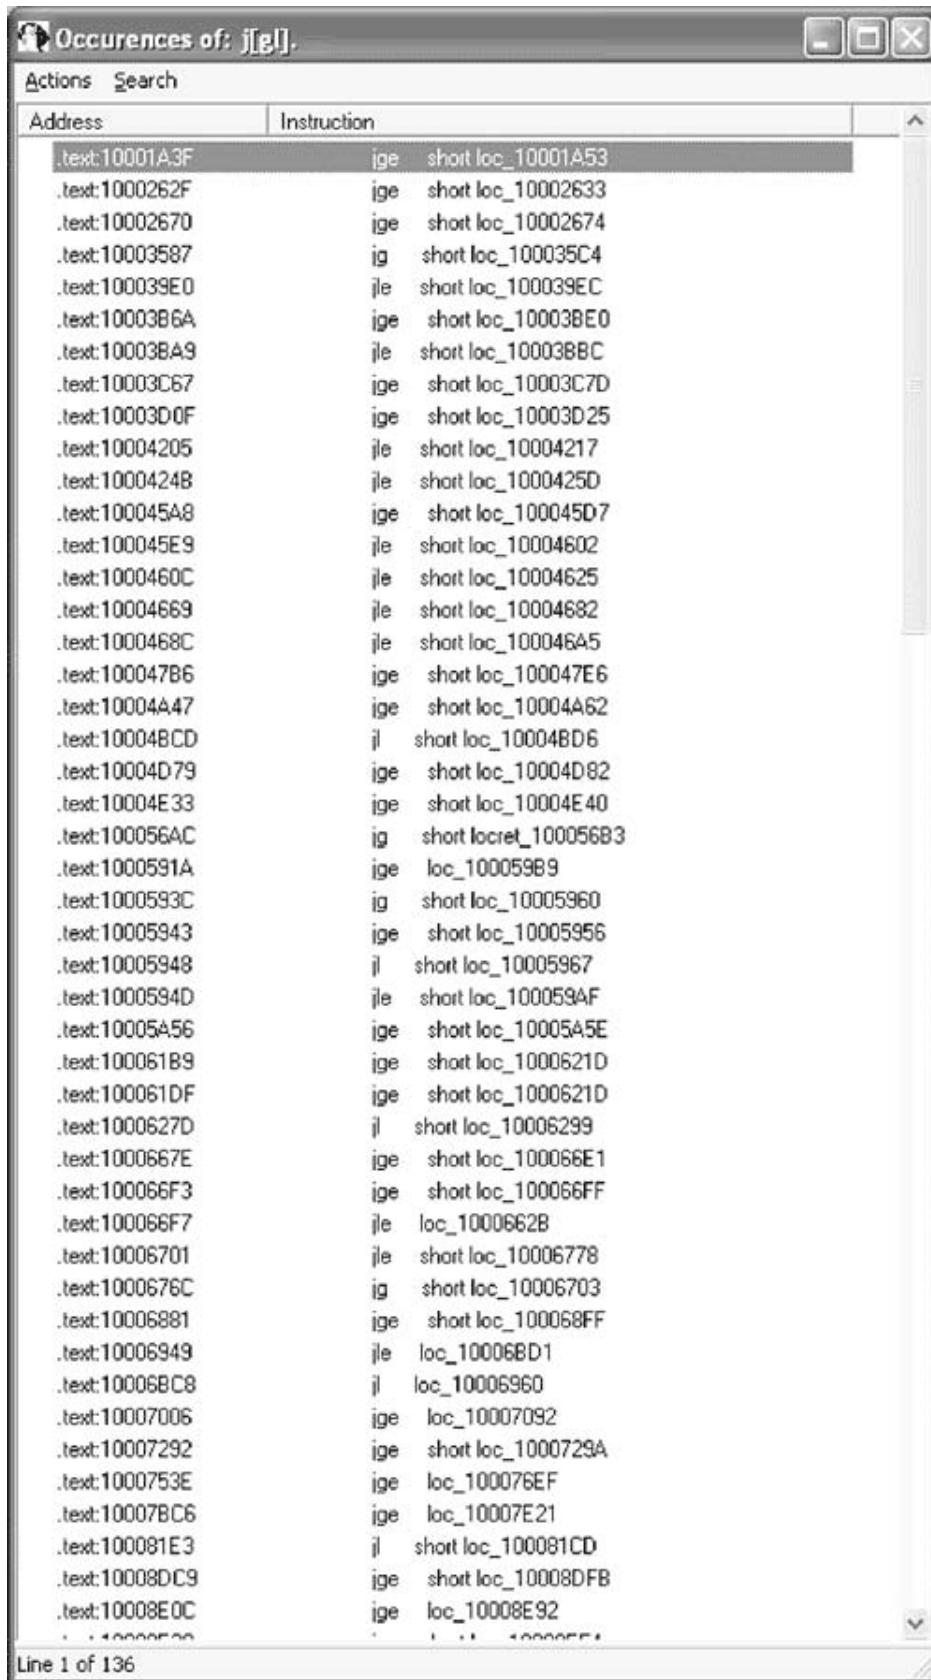 Occurences of: j[gl].
Actions Search
Address Instruction
.text:10001A3F jge short loc_10001A53
.text:1000262F jge short loc_10002633
.text:10002670 jge short loc_10002674
.text:10003587 jg short loc_100035C4
.text:100039E0 jle short loc_100039EC
.text:10003B6A jge short loc_10003BE0
.text:10003BA9 jle short loc_10003BBC
.text:10003C67 jge short loc_10003C7D
.text:10003D0F jge short loc_10003D25
.text:10004205 jle short loc_10004217
.text:1000424B jle short loc_1000425D
.text:100045A8 jge short loc_100045D7
.text:100045E9 jle short loc_10004602
.text:1000460C jle short loc_10004625
.text:10004669 jle short loc_10004682
.text:1000468C jle short loc_100046A5
.text:100047B6 jge short loc_100047E6
.text:10004A47 jge short loc_10004A62
.text:10004BCD jl short loc_10004BD6
.text:10004D79 jge short loc_10004D82
.text:10004E33 jge short loc_10004E40
.text:100056AC jg short locret_100056B3
.text:1000591A jge loc_100059B9
.text:1000593C jg short loc_10005960
.text:10005943 jge short loc_10005956
.text:10005948 jl short loc_10005967
.text:1000594D jle short loc_100059AF
.text:10005A56 jge short loc_10005A5E
.text:100061B9 jge short loc_1000621D
.text:100061DF jge short loc_1000621D
.text:1000627D jl short loc_10006299
.text:1000667E jge short loc_100066E1
.text:100066F3 jge short loc_100066FF
.text:100066F7 jle loc_1000662B
.text:10006701 jle short loc_10006778
.text:1000676C jg short loc_10006703
.text:10006881 jge short loc_100068FF
.text:10006949 jle loc_10006BD1
.text:10006BC8 jl loc_10006960
.text:10007006 jge loc_10007092
.text:10007292 jge short loc_1000729A
.text:1000753E jge loc_100076EF
.text:10007BC6 jge loc_10007E21
.text:100081E3 jl short loc_100081CD
.text:10008DC9 jge short loc_10008DFB
.text:10008E0C jge loc_10008E92
Line 1 of 136